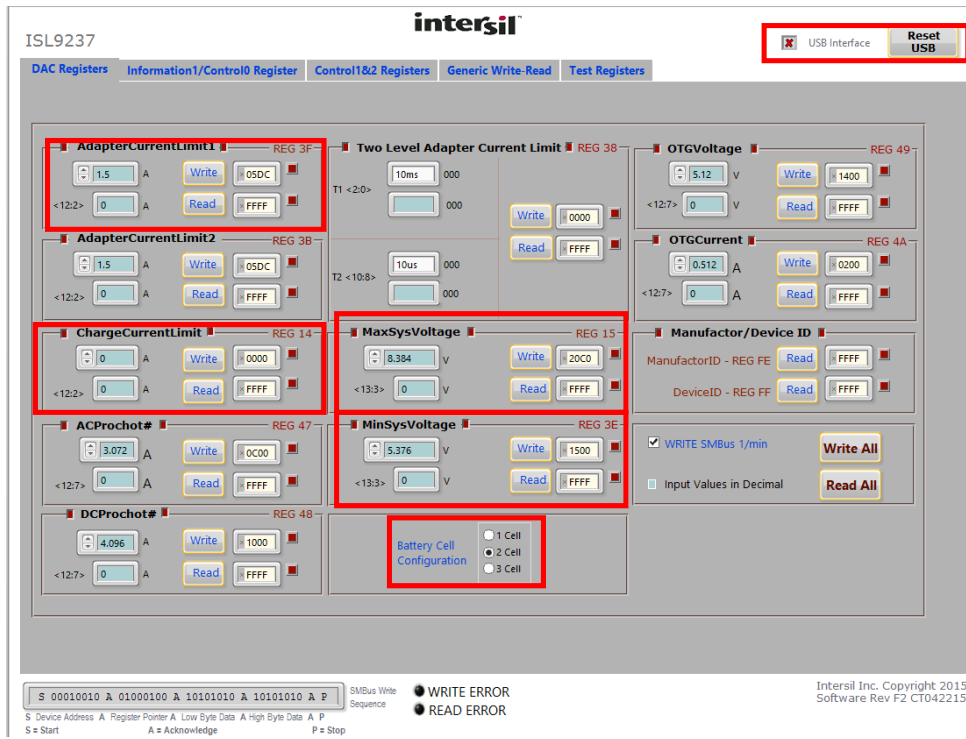 intersil
ISL9237
USB Interface
Reset USB
DAC Registers
Information1/Control0 Register
Control1&2 Registers
Generic Write-Read
Test Registers
AdapterCurrentLimit1 REG 3F
1.5 A Write × 05DC
<12:2> 0 A Read × FFFF
AdapterCurrentLimit2 REG 3B
1.5 A Write × 05DC
<12:2> 0 A Read × FFFF
ChargeCurrentLimit REG 14
0 A Write × 0000
<12:2> 0 A Read × FFFF
ACProchot# REG 47
3.072 A Write × 0C00
<12:7> 0 A Read × FFFF
DCProchot# REG 48
4.096 A Write × 1000
<12:7> 0 A Read × FFFF
Two Level Adapter Current Limit REG 38
10ms 000
T1 <2:0>
000
Write × 0000
Read × FFFF
10us 000
T2 <10:8>
000
MaxSysVoltage REG 15
8.384 V Write × 20C0
<13:3> 0 V Read × FFFF
MinSysVoltage REG 3E
5.376 V Write × 1500
<13:3> 0 V Read × FFFF
Battery Cell
Configuration
1 Cell
2 Cell
3 Cell
OTGVoltage REG 49
5.12 V Write × 1400
<12:7> 0 V Read × FFFF
OTGCurrent REG 4A
0.512 A Write × 0200
<12:7> 0 A Read × FFFF
Manufactor/Device ID
ManufactorID - REG FE Read × FFFF
DeviceID - REG FF Read × FFFF
WRITE SMBus 1/min
Write All
Input Values in Decimal
Read All
S 00010010 A 01000100 A 10101010 A 10101010 A P
SMBus Write
Sequence
S Device Address A Register Pointer A Low Byte Data A High Byte Data A P
S = Start A = Acknowledge P = Stop
WRITE ERROR
READ ERROR
Intersil Inc. Copyright 2015
Software Rev F2 CT042215